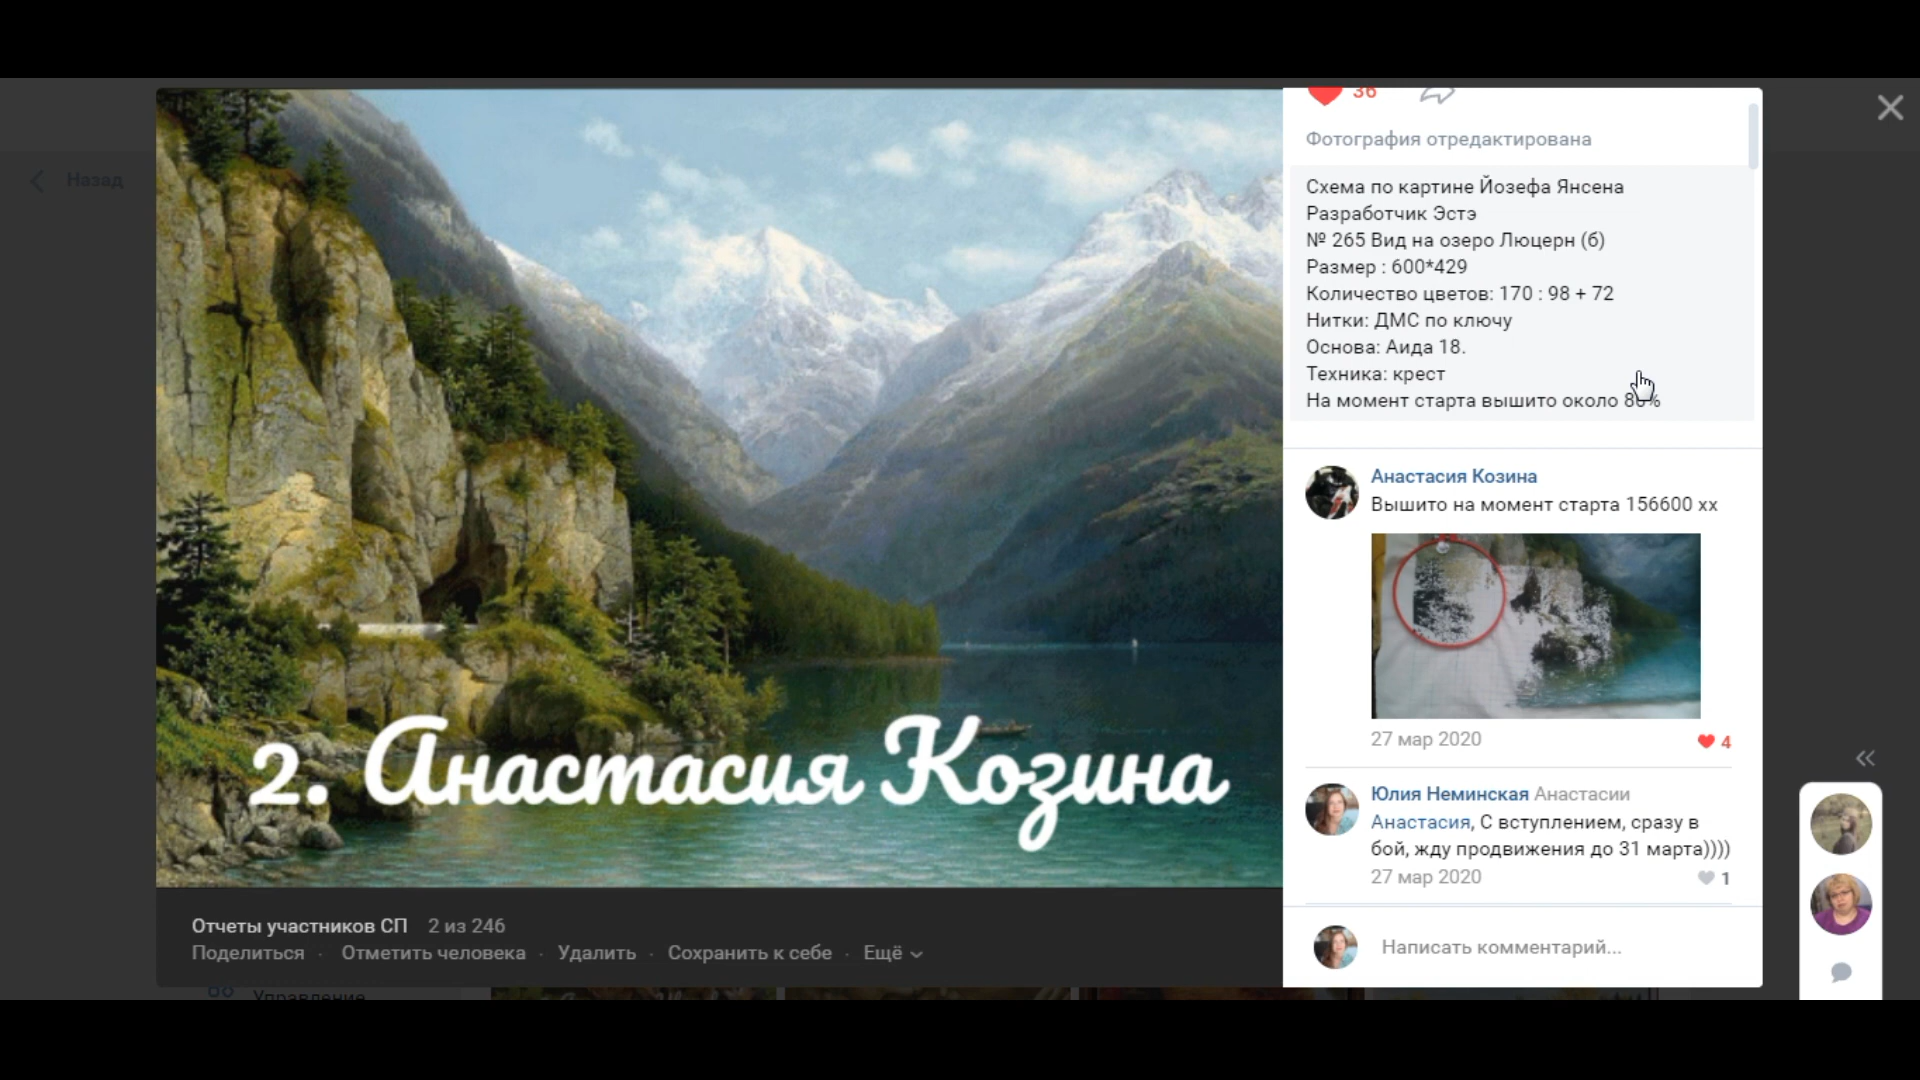 36
Фотография отредактирована
Назад
Схема по картине Йозефа Янсена
Разработчик Эстэ
№ 265 Вид на озеро Люцерн (б)
Размер : 600*429
Количество цветов: 170 : 98 + 72
Нитки: ДМС по ключу
Основа: Аида 18.
Техника: крест
На момент старта вышито около
Анастасия Козина
Вышито на момент старта 156600 хх
27 мар 2020
4
Юлия Неминская Анастасии
Анастасия, С вступлением, сразу в
бой, жду продвижения до 31 марта))))
27 мар 2020
1
Написать комментарий...
2. Анастасия Козина
Отчеты участников СП 2 из 246
Поделиться · Отметить человека · Удалить · Сохранить к себе · Ещё
Управление